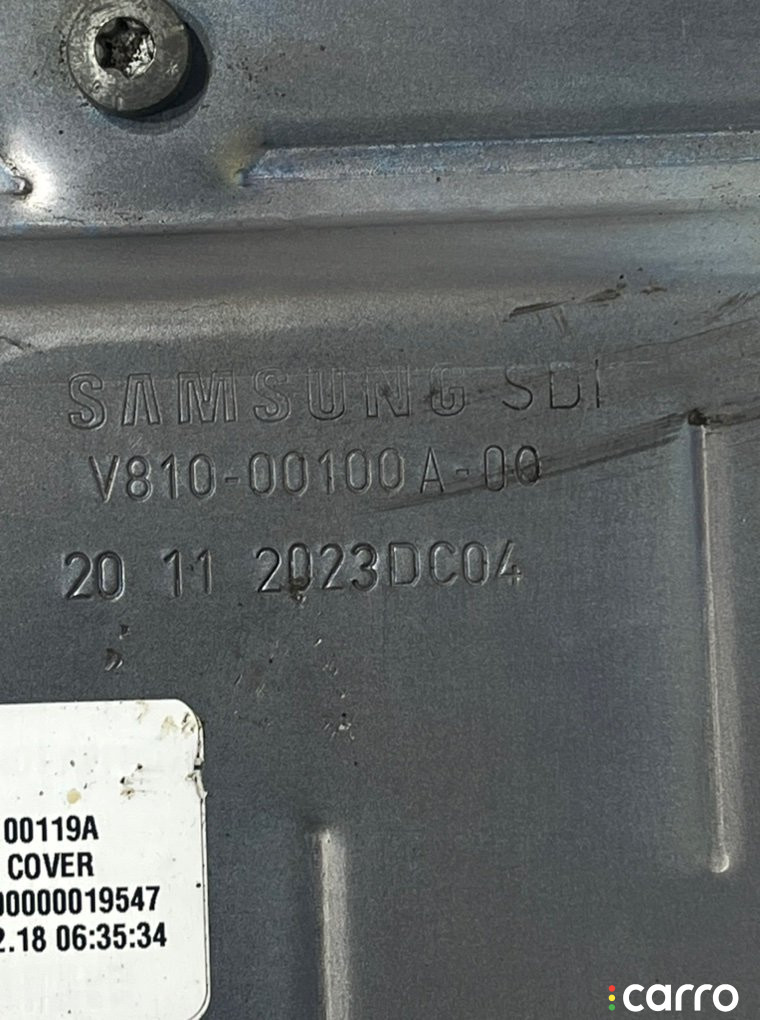 SAMSUNG SDI
V810-00100A-00
20 11 2023DC04
00119A
COVER
00000019547
2.18 06:35:34
carro